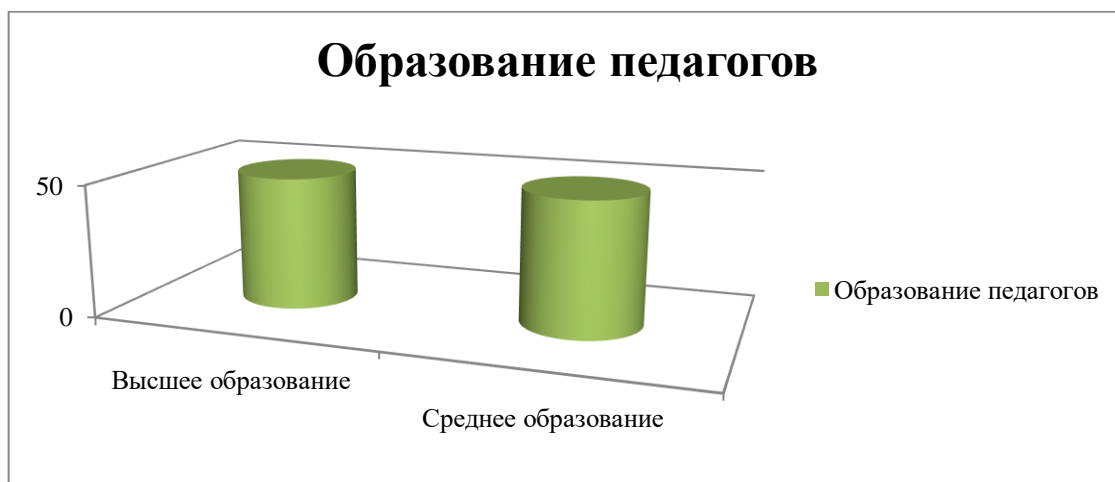 Образование педагогов
50
0
Высшее образование
Среднее образование
Образование педагогов